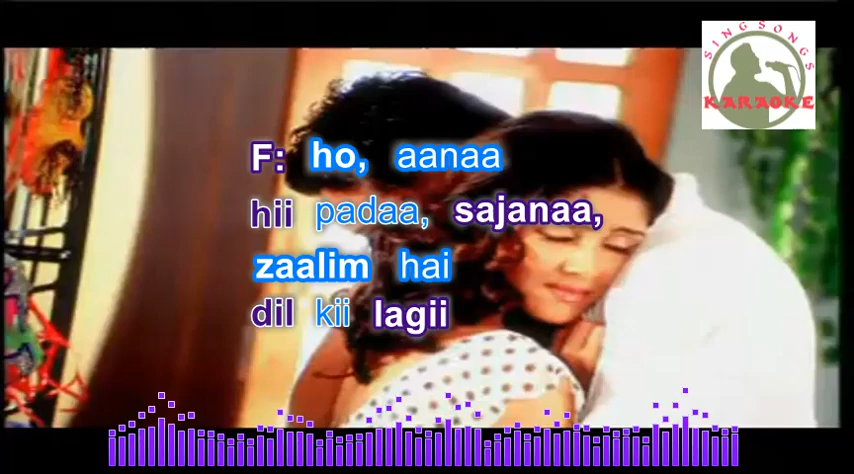 SING SONGS
KARAOKE
F: ho, aanaa
hii padaa, sajanaa,
zaalim hai
dil kii lagii